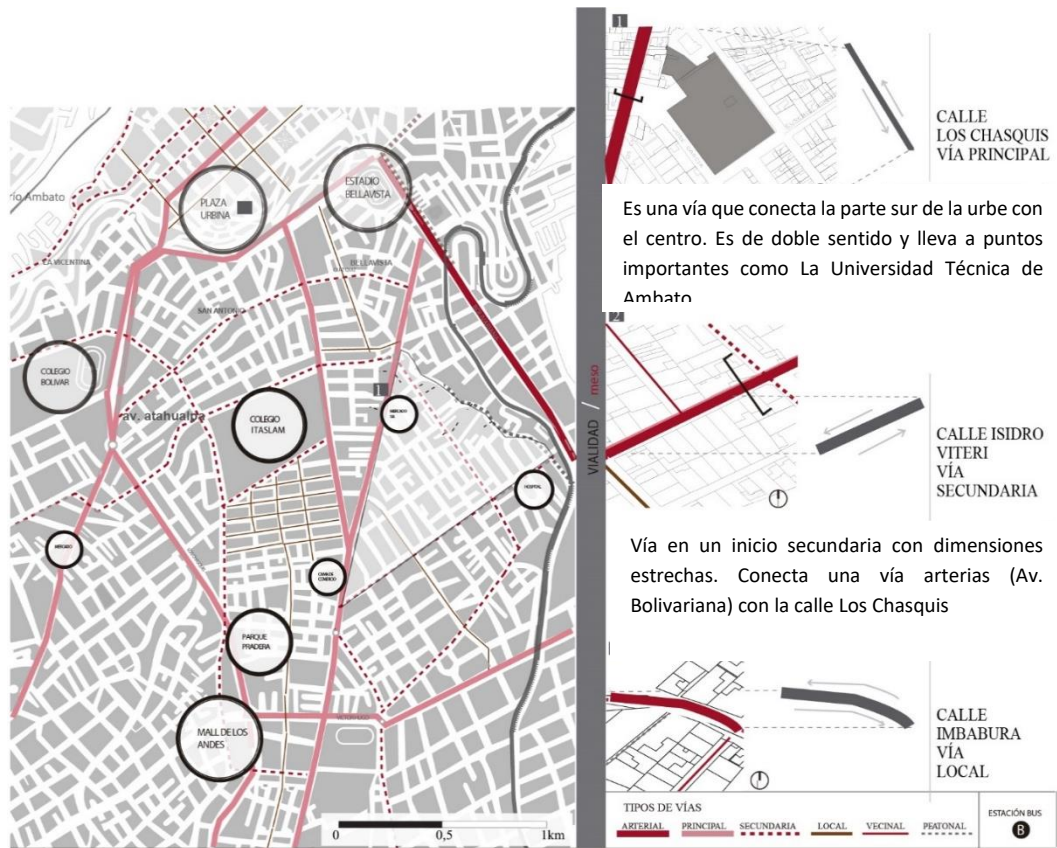 río Ambato
PLAZA
URBINA
ESTADIO
BELLAVISTA
LA VICENTINA
BELLAVISTA
SAN ANTONIO
COLEGIO
BOLIVAR
av. atahualpa
COLEGIO
ITASLAM
1
HOSPITAL
MERCADO
PARQUE
PRADERA
MALL DE LOS
ANDES
0
0,5
1km
VIALIDAD / meso
1
CALLE
LOS CHASQUIS
VÍA PRINCIPAL
Es una vía que conecta la parte sur de la urbe con
el centro. Es de doble sentido y lleva a puntos
importantes como La Universidad Técnica de
Ambato
2
CALLE ISIDRO
VITERI
VÍA
SECUNDARIA
Vía en un inicio secundaria con dimensiones
estrechas. Conecta una vía arterias (Av.
Bolivariana) con la calle Los Chasquis
CALLE
IMBABURA
VÍA
LOCAL
TIPOS DE VÍAS
ARTERIAL PRINCIPAL SECUNDARIA LOCAL VECINAL PEATONAL
ESTACIÓN BUS
B